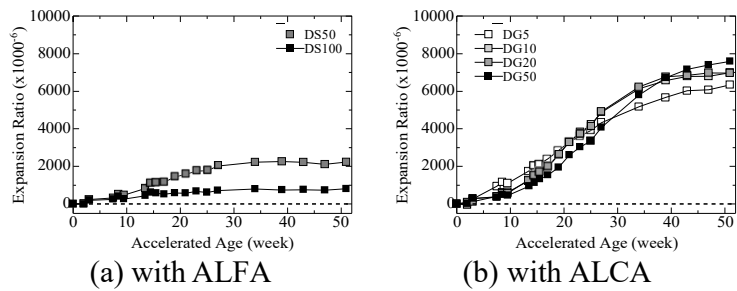 10000
8000
6000
4000
2000
0
Expansion Ratio (x1000⁻⁶)
DS50
DS100
0 10 20 30 40 50
Accelerated Age (week)
(a) with ALFA
10000
8000
6000
4000
2000
0
Expansion Ratio (x1000⁻⁶)
DG5
DG10
DG20
DG50
0 10 20 30 40 50
Accelerated Age (week)
(b) with ALCA